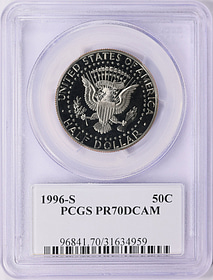 UNITED STATES OF AMERICA
HALF DOLLAR
1996-S 50C
PCGS PR70DCAM
96841.70/31634959